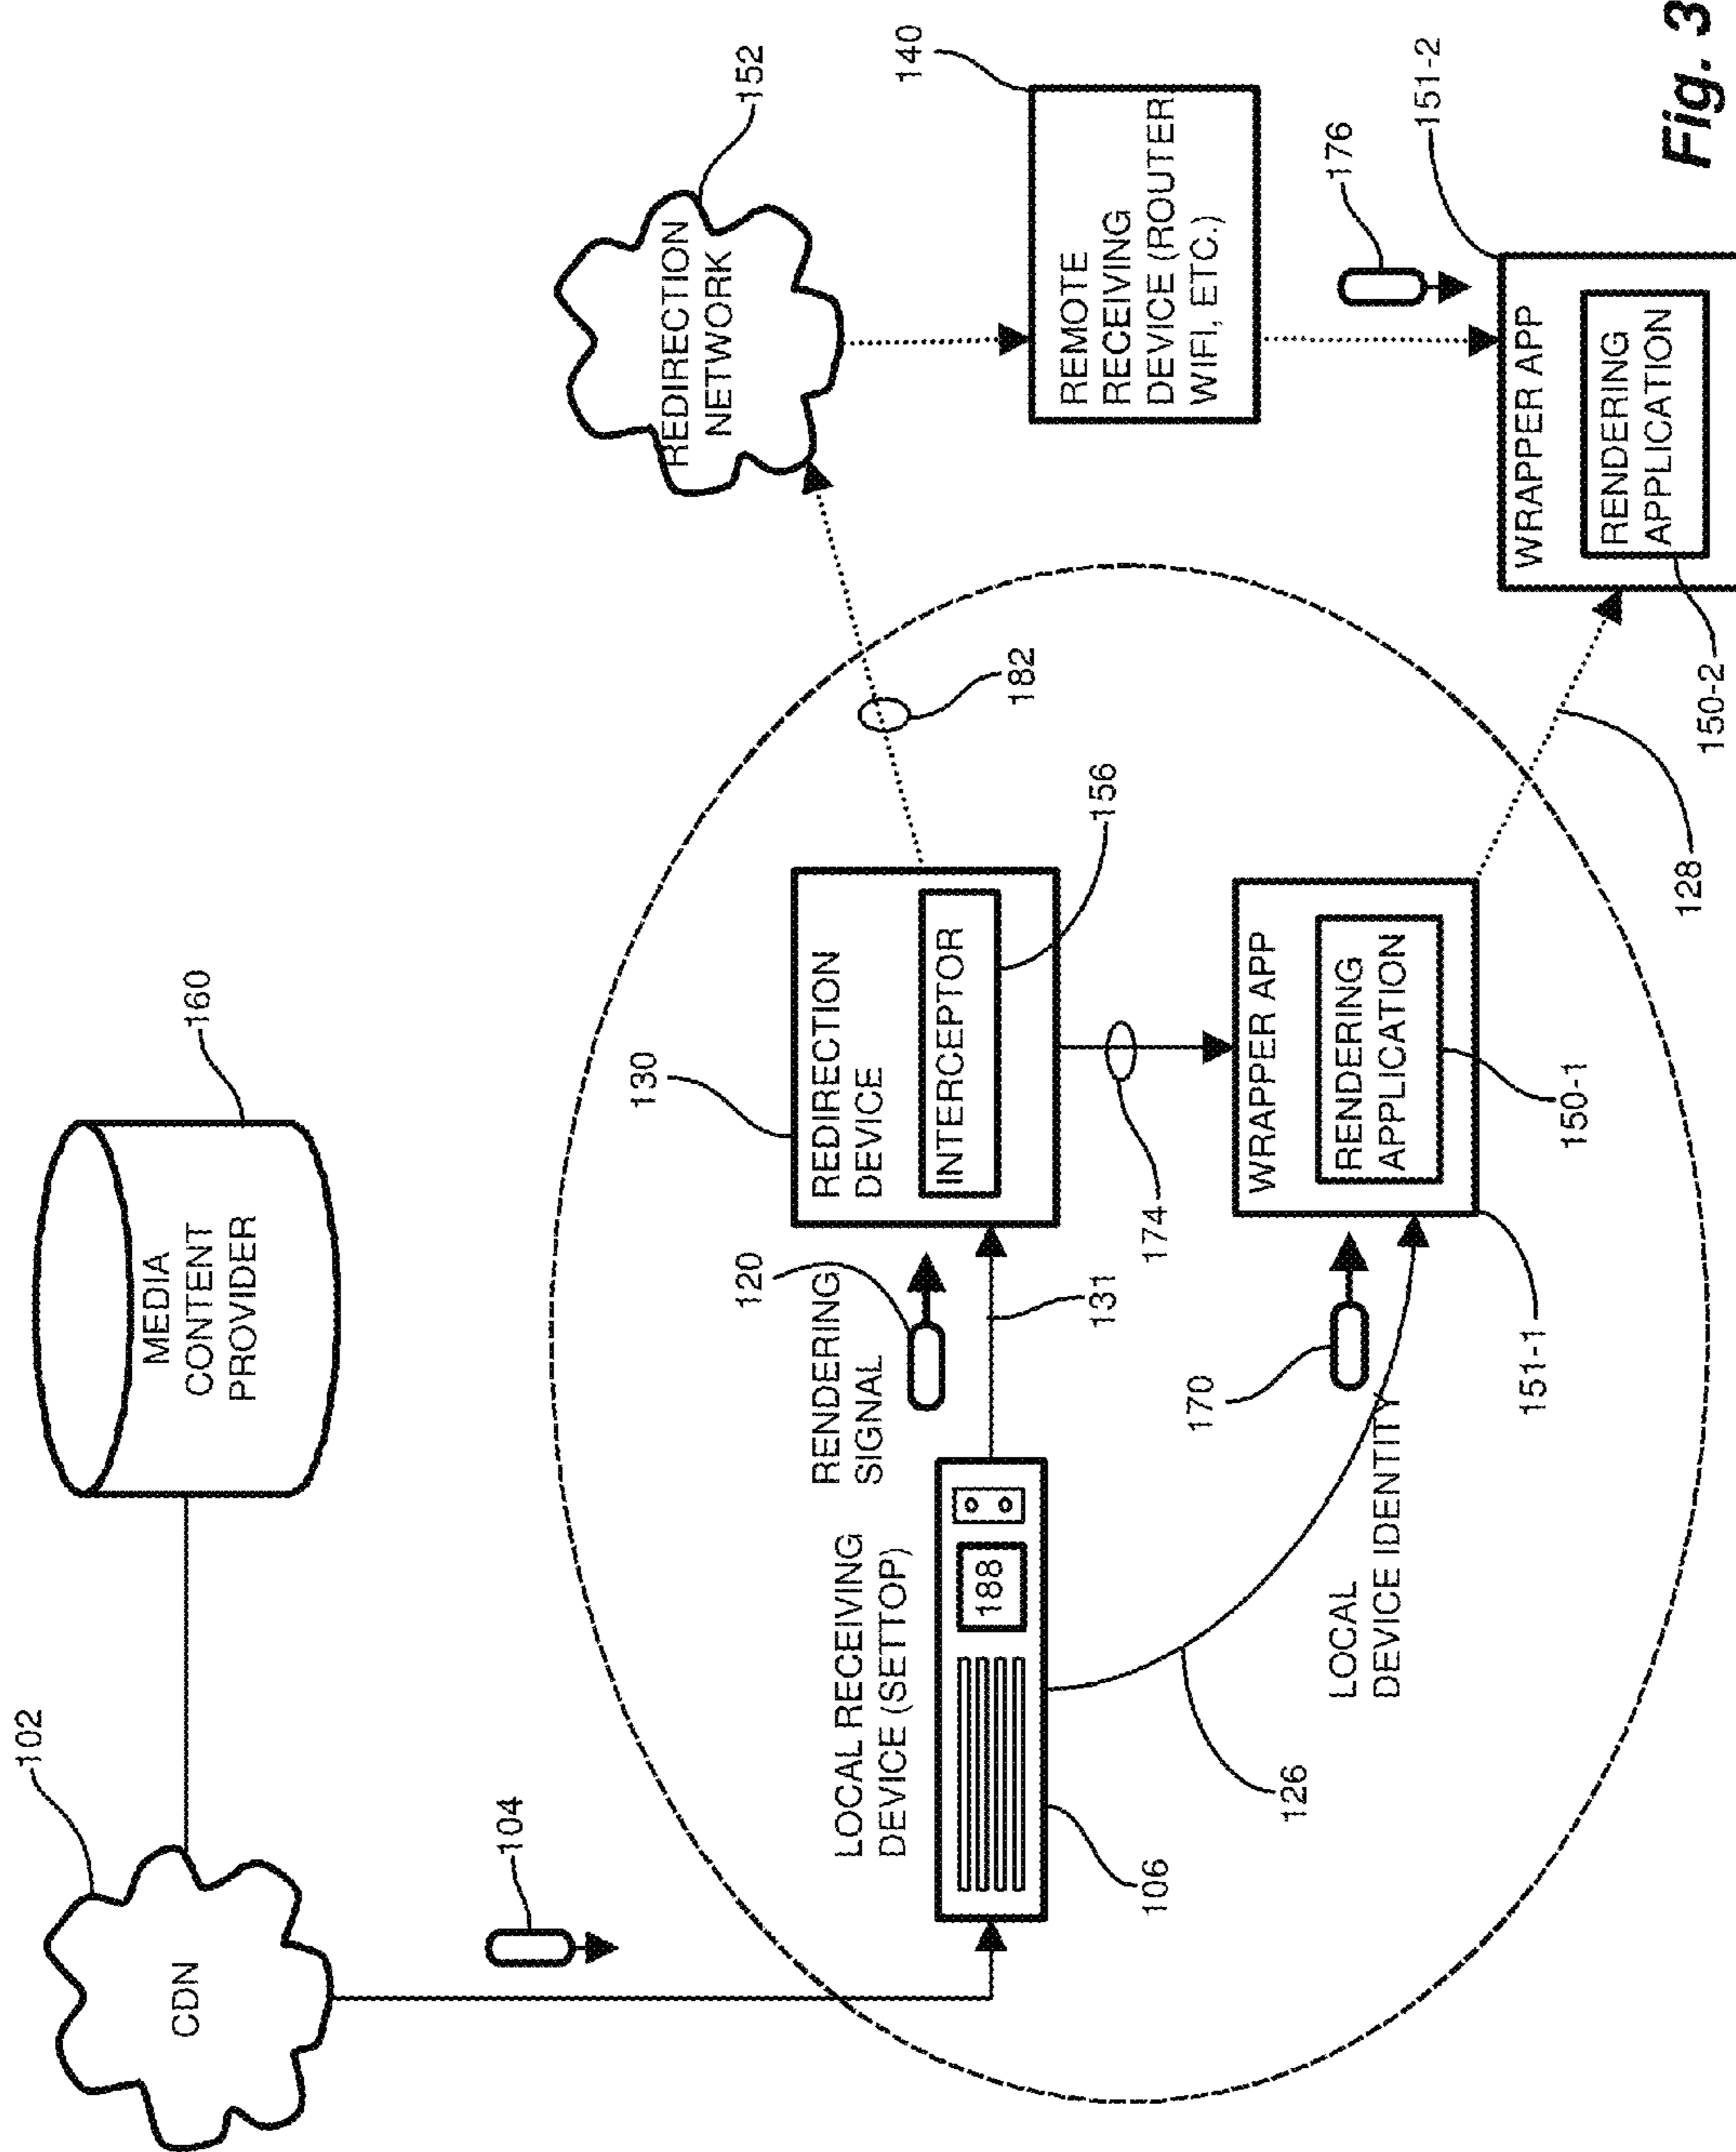 102
CDN
104
MEDIA
CONTENT
PROVIDER
160
LOCAL RECEIVING
DEVICE (SETTOP)
188
106
126
RENDERING
SIGNAL
120
131
130
REDIRECTION
DEVICE
INTERCEPTOR
156
174
182
REDIRECTION
NETWORK
152
LOCAL
DEVICE IDENTITY
170
WRAPPER APP
RENDERING
APPLICATION
150-1
151-1
128
140
REMOTE
RECEIVING
DEVICE (ROUTER
WIFI, ETC.)
176
151-2
WRAPPER APP
RENDERING
APPLICATION
150-2
Fig. 3